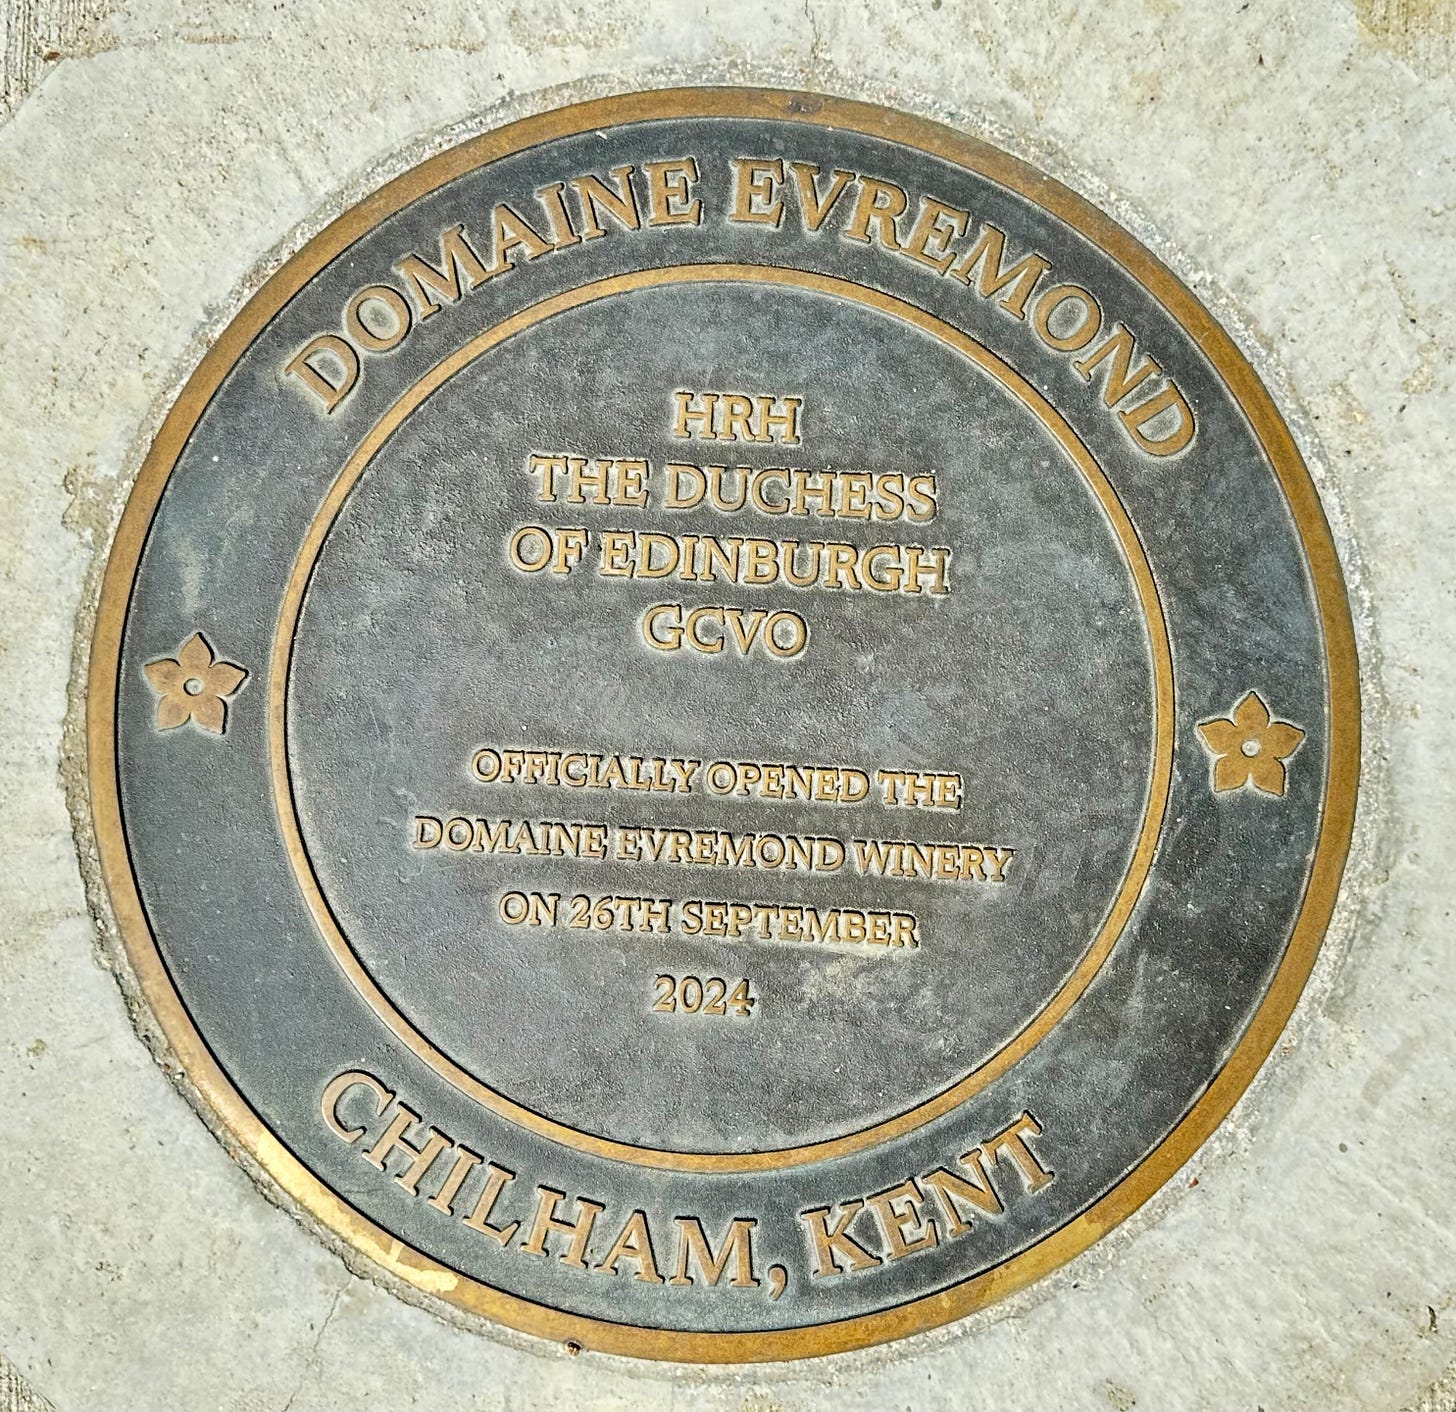 DOMAINE EVREMOND
HRH
THE DUCHESS
OF EDINBURGH
GCVO
OFFICIALLY OPENED THE
DOMAINE EVREMOND WINERY
ON 26TH SEPTEMBER
2024
CHILHAM, KENT